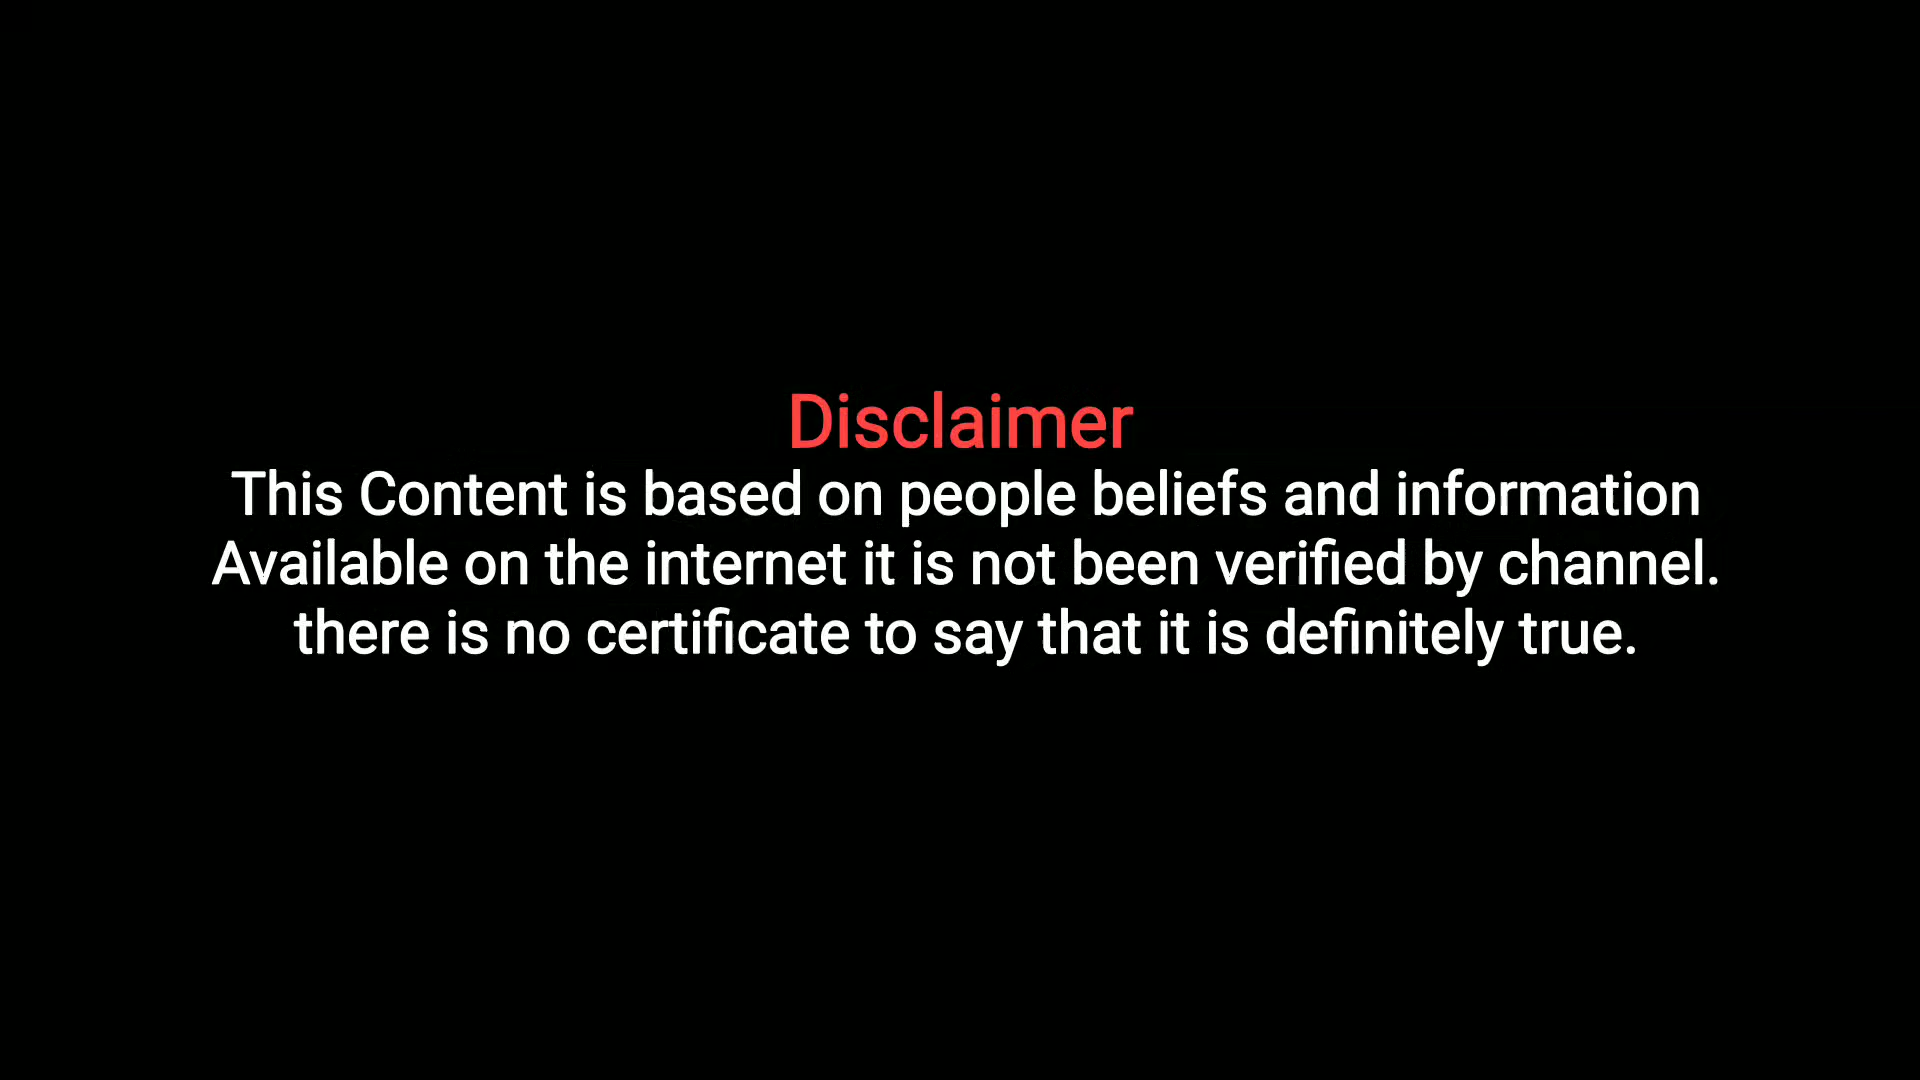 Disclaimer
This Content is based on people beliefs and information
Available on the internet it is not been verified by channel.
there is no certificate to say that it is definitely true.